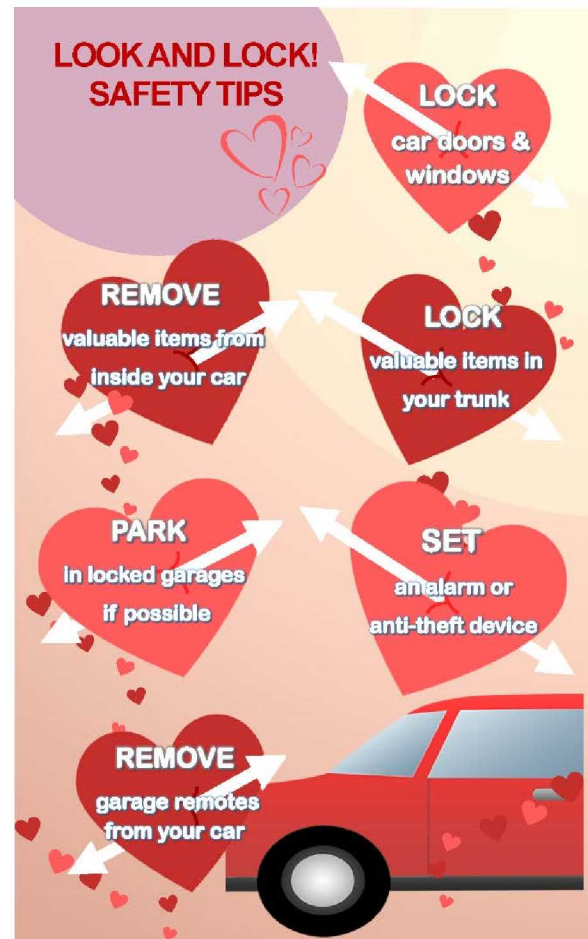 LOOK AND LOCK!
SAFETY TIPS
LOCK
car doors &
windows
REMOVE
valuable items from
inside your car
LOCK
valuable items in
your trunk
PARK
in locked garages
if possible
SET
an alarm or
anti-theft device
REMOVE
garage remotes
from your car